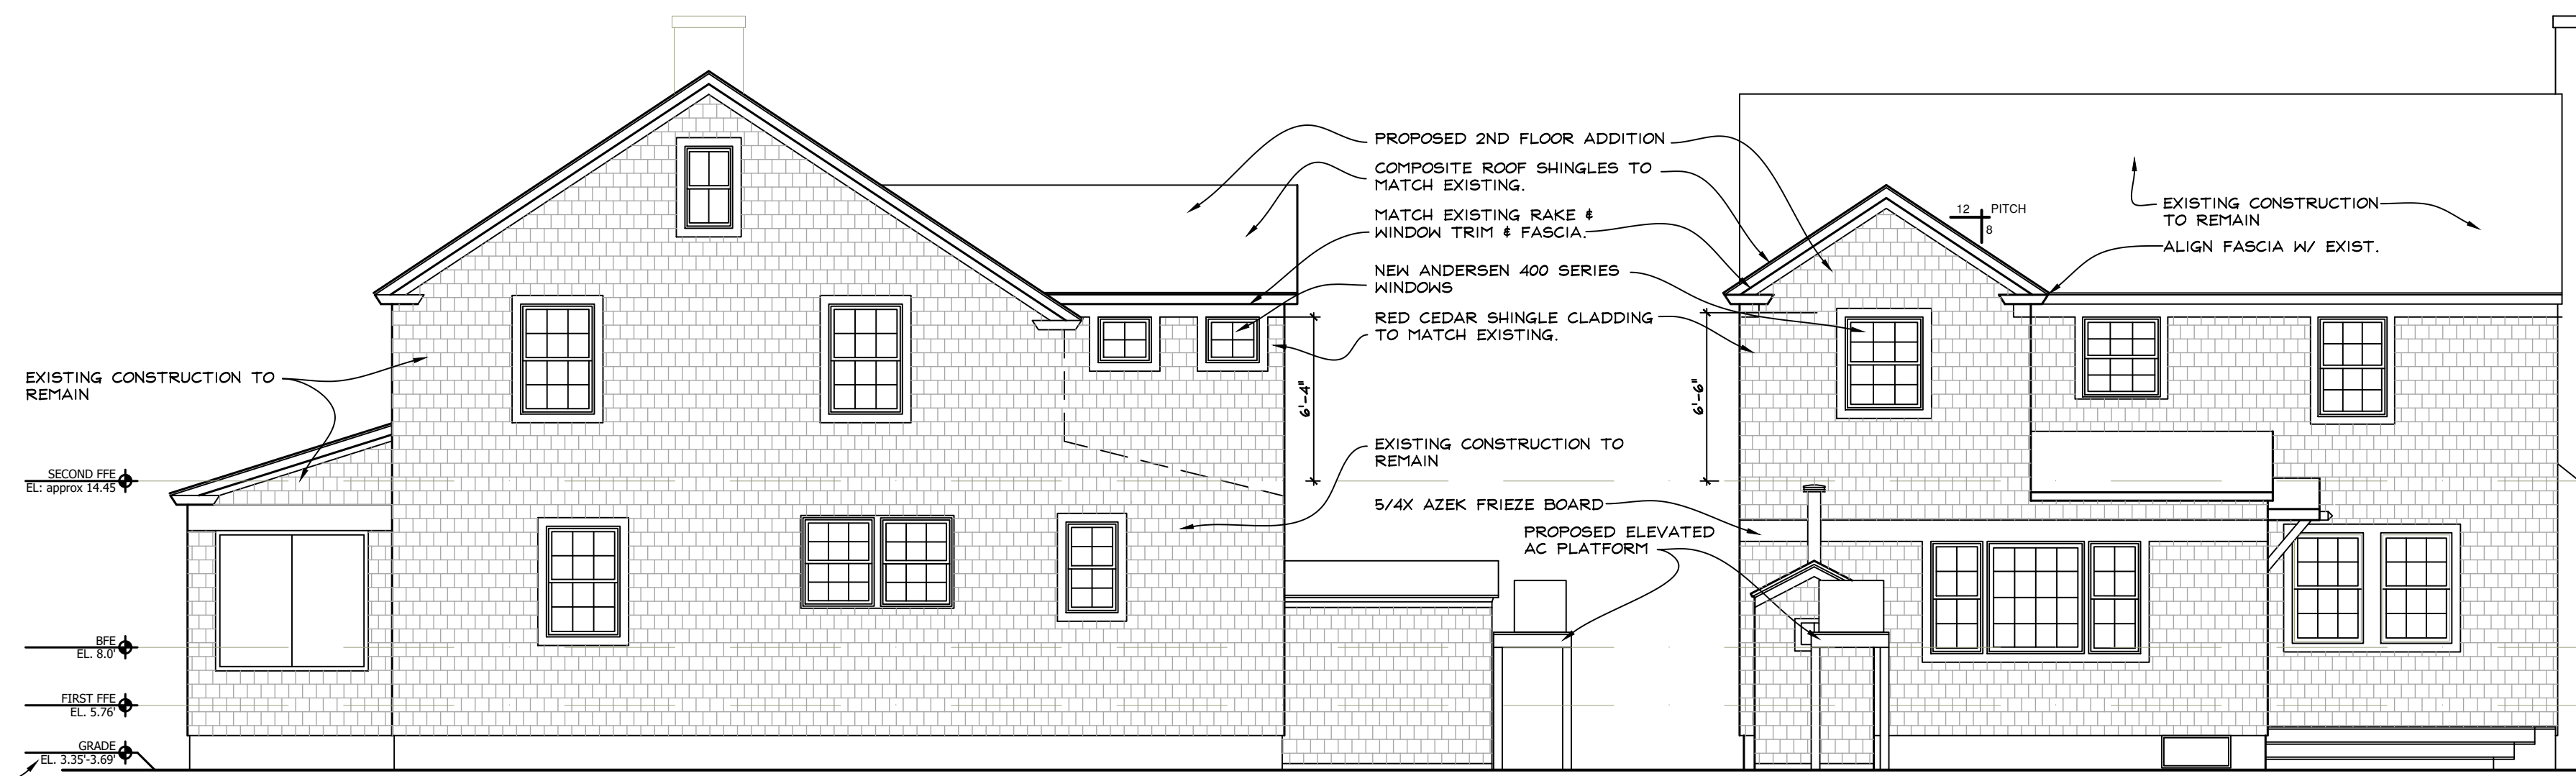 PROPOSED 2ND FLOOR ADDITION
COMPOSITE ROOF SHINGLES TO
MATCH EXISTING.
MATCH EXISTING RAKE &
WINDOW TRIM & FASCIA.
NEW ANDERSEN 400 SERIES
WINDOWS
RED CEDAR SHINGLE CLADDING
TO MATCH EXISTING.
EXISTING CONSTRUCTION TO
REMAIN
5/4X AZEK FRIEZE BOARD
PROPOSED ELEVATED
AC PLATFORM
EXISTING CONSTRUCTION TO
REMAIN
SECOND FFE
EL: approx 14.45
BFE
EL. 8.0'
FIRST FFE
EL. 5.76'
GRADE
EL. 3.35'-3.69'
6'-4"
6'-6"
12 PITCH
8
EXISTING CONSTRUCTION
TO REMAIN
ALIGN FASCIA W/ EXIST.